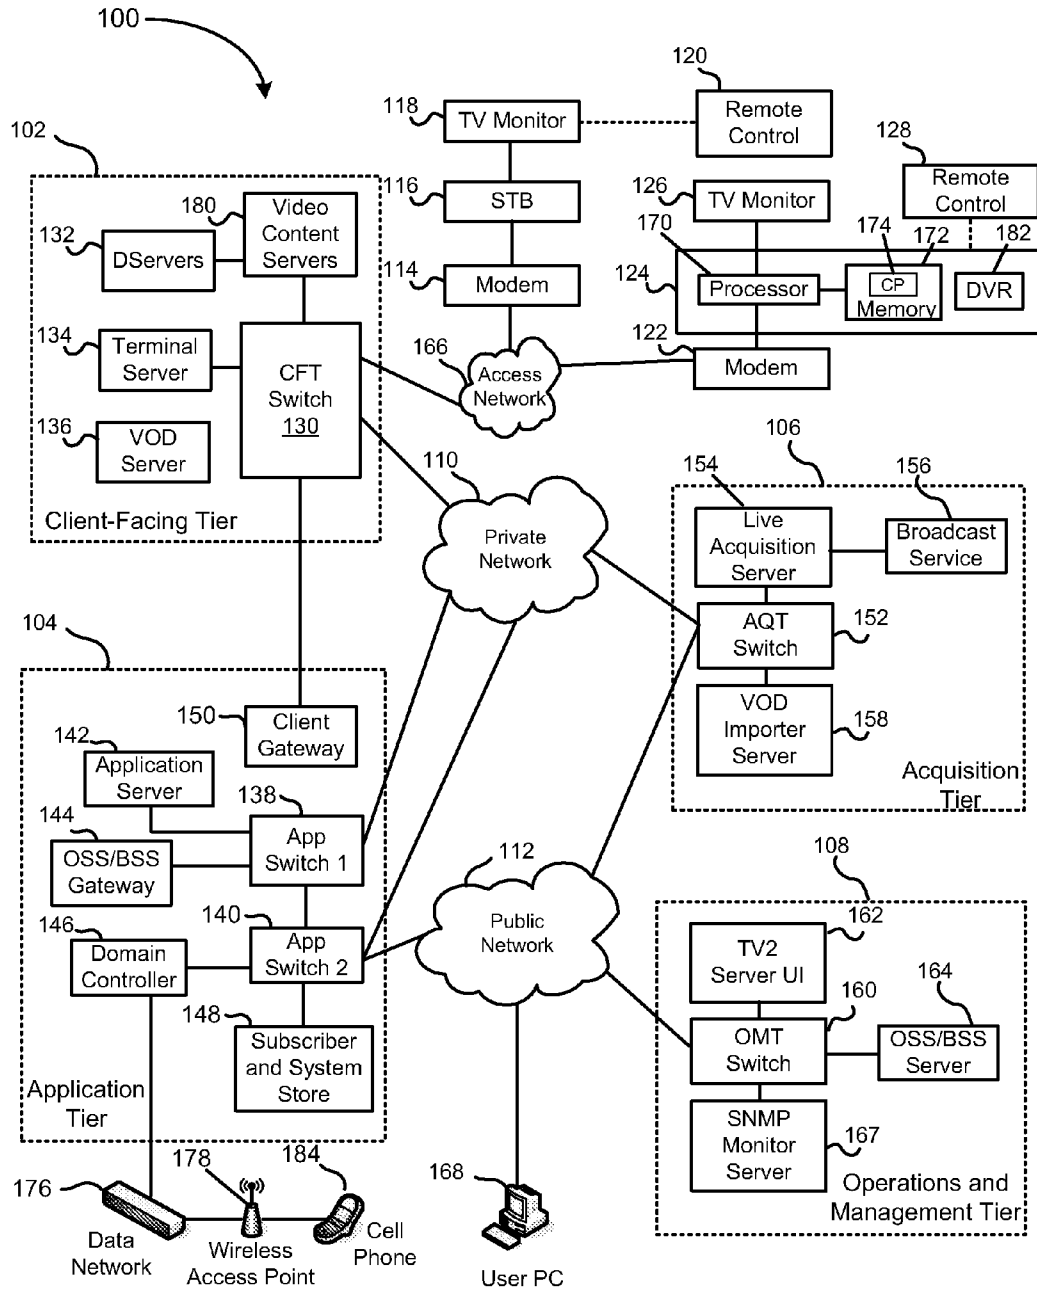 100
120
118
TV Monitor
Remote
Control
102
128
Remote
Control
116
STB
126
TV Monitor
180
Video
Content
Servers
132
DServers
170
174
172
182
114
Modem
124
Processor
CP
Memory
DVR
134
Terminal
Server
CFT
Switch
130
166
Access
Network
122
Modem
136
VOD
Server
110
154
106
156
Client-Facing Tier
Private
Network
Live
Acquisition
Server
Broadcast
Service
104
AQT
Switch
152
150
Client
Gateway
VOD
Importer
Server
158
142
Application
Server
Acquisition
Tier
138
App
Switch 1
144
OSS/BSS
Gateway
112
108
140
App
Switch 2
Public
Network
162
TV2
Server UI
146
Domain
Controller
164
160
148
Subscriber
and System
Store
OMT
Switch
OSS/BSS
Server
Application
Tier
SNMP
Monitor
Server
167
178
184
176
168
Operations and
Management Tier
Data
Network
Wireless
Access Point
Cell
Phone
User PC